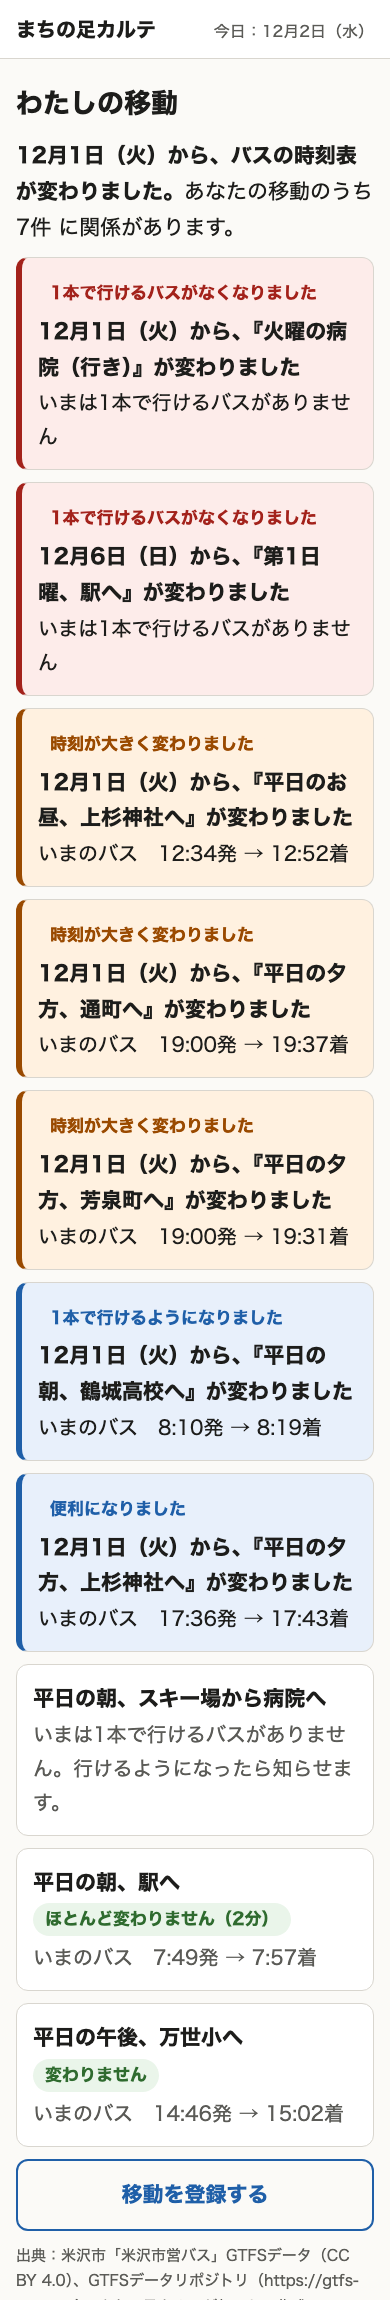 まちの足カルテ
今日：12月2日（水）
わたしの移動
12月1日（火）から、バスの時刻表
が変わりました。あなたの移動のうち
7件 に関係があります。
1本で行けるバスがなくなりました
12月1日（火）から、『火曜の病
院（行き）』が変わりました
いまは1本で行けるバスがありませ
ん
1本で行けるバスがなくなりました
12月6日（日）から、『第1日
曜、駅へ』が変わりました
いまは1本で行けるバスがありませ
ん
時刻が大きく変わりました
12月1日（火）から、『平日のお
昼、上杉神社へ』が変わりました
いまのバス　12:34発 → 12:52着
時刻が大きく変わりました
12月1日（火）から、『平日の夕
方、通町へ』が変わりました
いまのバス　19:00発 → 19:37着
時刻が大きく変わりました
12月1日（火）から、『平日の夕
方、芳泉町へ』が変わりました
いまのバス　19:00発 → 19:31着
1本で行けるようになりました
12月1日（火）から、『平日の
朝、鶴城高校へ』が変わりました
いまのバス　8:10発 → 8:19着
便利になりました
12月1日（火）から、『平日の夕
方、上杉神社へ』が変わりました
いまのバス　17:36発 → 17:43着
平日の朝、スキー場から病院へ
いまは1本で行けるバスがありませ
ん。行けるようになったら知らせま
す。
平日の朝、駅へ
ほとんど変わりません（2分）
いまのバス　7:49発 → 7:57着
平日の午後、万世小へ
変わりません
いまのバス　14:46発 → 15:02着
移動を登録する
出典：米沢市「米沢市営バス」GTFSデータ（CC
BY 4.0）、GTFSデータリポジトリ（https://gtfs-